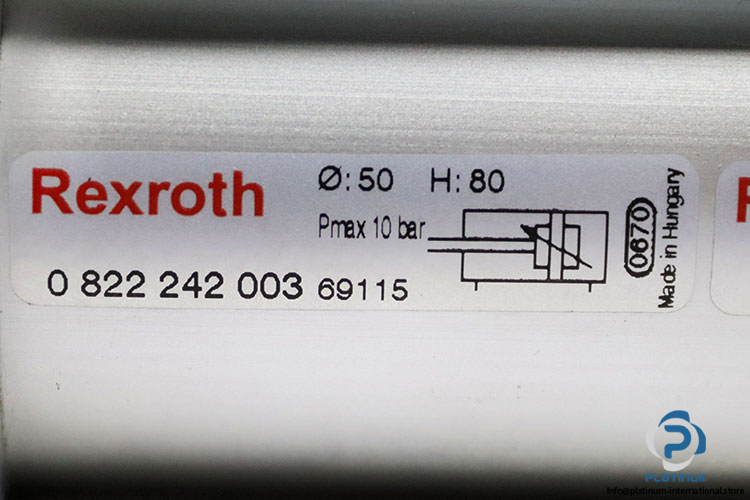 Rexroth
Ø: 50 H: 80
Pmax 10 bar
0 822 242 003 69115
0670
Made in Hungary
R
P
PLATINUM
Info@platinum-international.store